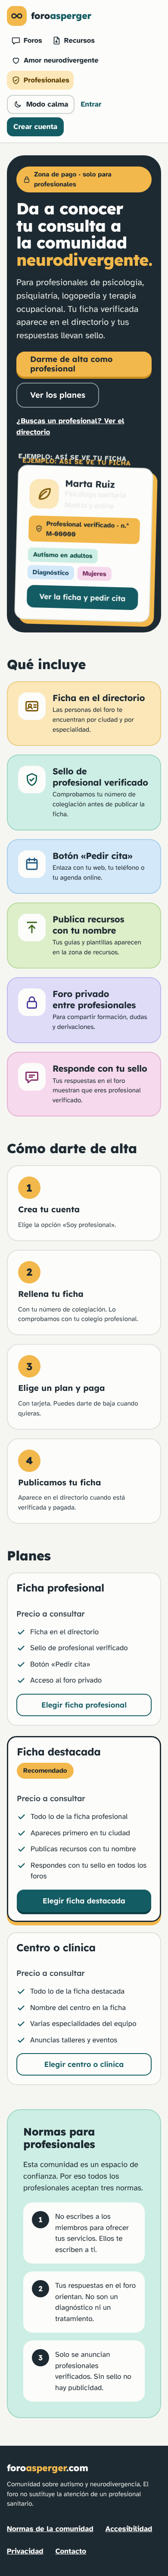 foroasperger
Foros
Recursos
Amor neurodivergente
Profesionales
Modo calma
Entrar
Crear cuenta
Zona de pago · solo para
profesionales
Da a conocer
tu consulta a
la comunidad
neurodivergente.
Para profesionales de psicología,
psiquiatría, logopedia y terapia
ocupacional. Tu ficha verificada
aparece en el directorio y tus
respuestas llevan sello.
Darme de alta como
profesional
Ver los planes
¿Buscas un profesional? Ver el
directorio
EJEMPLO: ASÍ SE VE TU FICHA
EJEMPLO: ASÍ SE VE TU FICHA
Marta Ruiz
Profesional verificado · n.º
M-00000
Autismo en adultos
Diagnóstico
Mujeres
Ver la ficha y pedir cita
Qué incluye
Ficha en el directorio
Las personas del foro te
encuentran por ciudad y por
especialidad.
Sello de
profesional verificado
Comprobamos tu número de
colegiación antes de publicar la
ficha.
Botón «Pedir cita»
Enlaza con tu web, tu teléfono o
tu agenda online.
Publica recursos
con tu nombre
Tus guías y plantillas aparecen
en la zona de recursos.
Foro privado
entre profesionales
Para compartir formación, dudas
y derivaciones.
Responde con tu sello
Tus respuestas en el foro
muestran que eres profesional
verificado.
Cómo darte de alta
1
Crea tu cuenta
Elige la opción «Soy profesional».
2
Rellena tu ficha
Con tu número de colegiación. Lo
comprobamos con tu colegio profesional.
3
Elige un plan y paga
Con tarjeta. Puedes darte de baja cuando
quieras.
4
Publicamos tu ficha
Aparece en el directorio cuando está
verificada y pagada.
Planes
Ficha profesional
Precio a consultar
Ficha en el directorio
Sello de profesional verificado
Botón «Pedir cita»
Acceso al foro privado
Elegir ficha profesional
Ficha destacada
Recomendado
Precio a consultar
Todo lo de la ficha profesional
Apareces primero en tu ciudad
Publicas recursos con tu nombre
Respondes con tu sello en todos los
foros
Elegir ficha destacada
Centro o clínica
Precio a consultar
Todo lo de la ficha destacada
Nombre del centro en la ficha
Varias especialidades del equipo
Anuncias talleres y eventos
Elegir centro o clínica
Normas para
profesionales
Esta comunidad es un espacio de
confianza. Por eso todos los
profesionales aceptan tres normas.
1
No escribes a los
miembros para ofrecer
tus servicios. Ellos te
escriben a ti.
2
Tus respuestas en el foro
orientan. No son un
diagnóstico ni un
tratamiento.
3
Solo se anuncian
profesionales
verificados. Sin sello no
hay publicidad.
foroasperger.com
Comunidad sobre autismo y neurodivergencia. El
foro no sustituye la atención de un profesional
sanitario.
Normas de la comunidad
Accesibilidad
Privacidad
Contacto